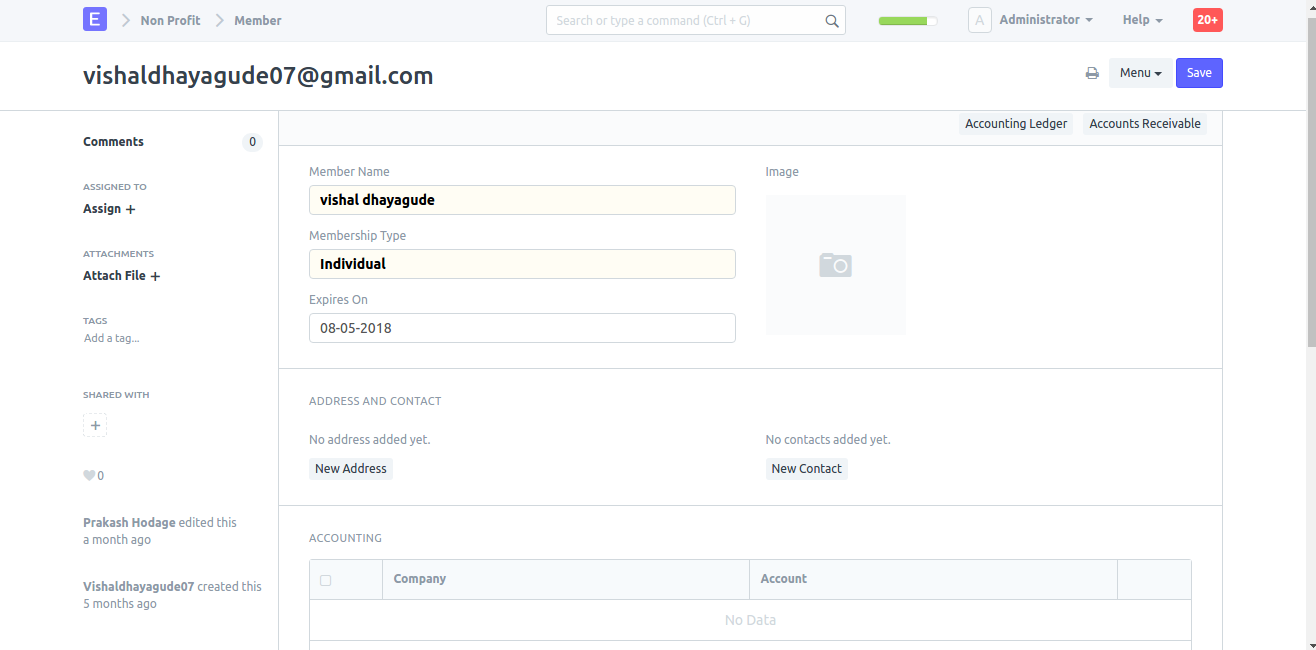 E Non Profit Member Search or type a command (Ctrl + G) A Administrator Help 20+
vishaldhayagude07@gmail.com Menu Save
Comments 0
ASSIGNED TO
Assign +
ATTACHMENTS
Attach File +
TAGS
Add a tag...
SHARED WITH
+
0
Prakash Hodage edited this
a month ago
Vishaldhayagude07 created this
5 months ago
Accounting Ledger Accounts Receivable
Member Name
vishal dhayagude
Membership Type
Individual
Expires On
08-05-2018
Image
ADDRESS AND CONTACT
No address added yet.
New Address
No contacts added yet.
New Contact
ACCOUNTING
Company Account
No Data